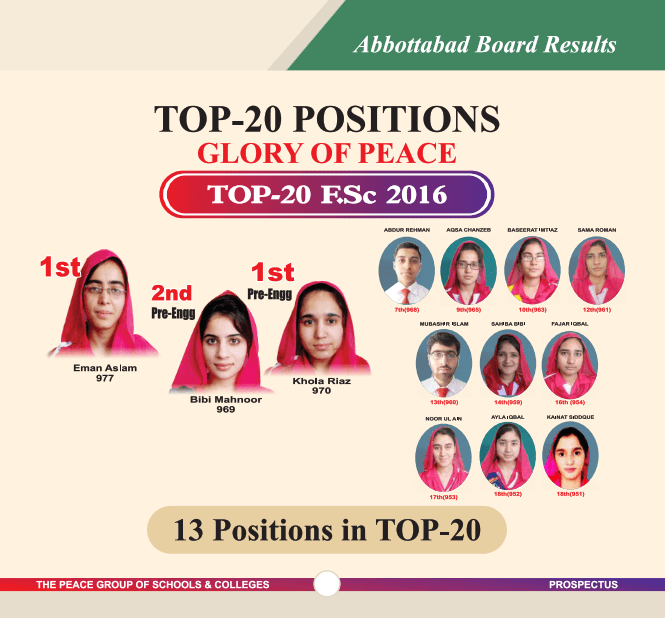 Abbottabad Board Results
TOP-20 POSITIONS
GLORY OF PEACE
TOP-20 F.Sc 2016
1st
Eman Aslam
977
2nd
Pre-Engg
Bibi Mahnoor
969
1st
Pre-Engg
Khola Riaz
970
ABDUR REHMAN AQSA CHANZEB BASEERAT IMTIAZ SAMA ROMAN
7th(968) 9th(965) 10th(963) 12th(961)
MUBASHIR ISLAM SAHIBA BIBI FAJAR IQBAL
13th(960) 14th(959) 16th (954)
NOOR UL AIN AYLA IQBAL KAINAT SIDDQUE
17th(953) 18th(952) 18th(951)
13 Positions in TOP-20
THE PEACE GROUP OF SCHOOLS & COLLEGES PROSPECTUS